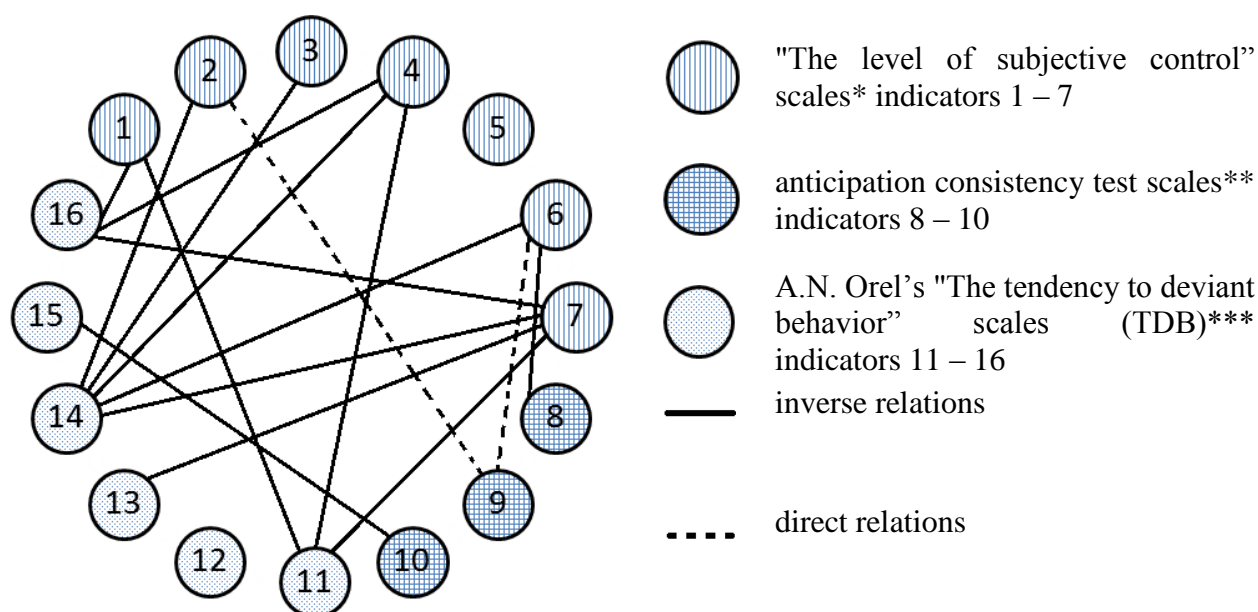 1
2
3
4
5
6
7
8
9
10
11
12
13
14
15
16
"The level of subjective control”
scales* indicators 1 – 7
anticipation consistency test scales**
indicators 8 – 10
A.N. Orel’s "The tendency to deviant
behavior” scales (TDB)***
indicators 11 – 16
inverse relations
direct relations